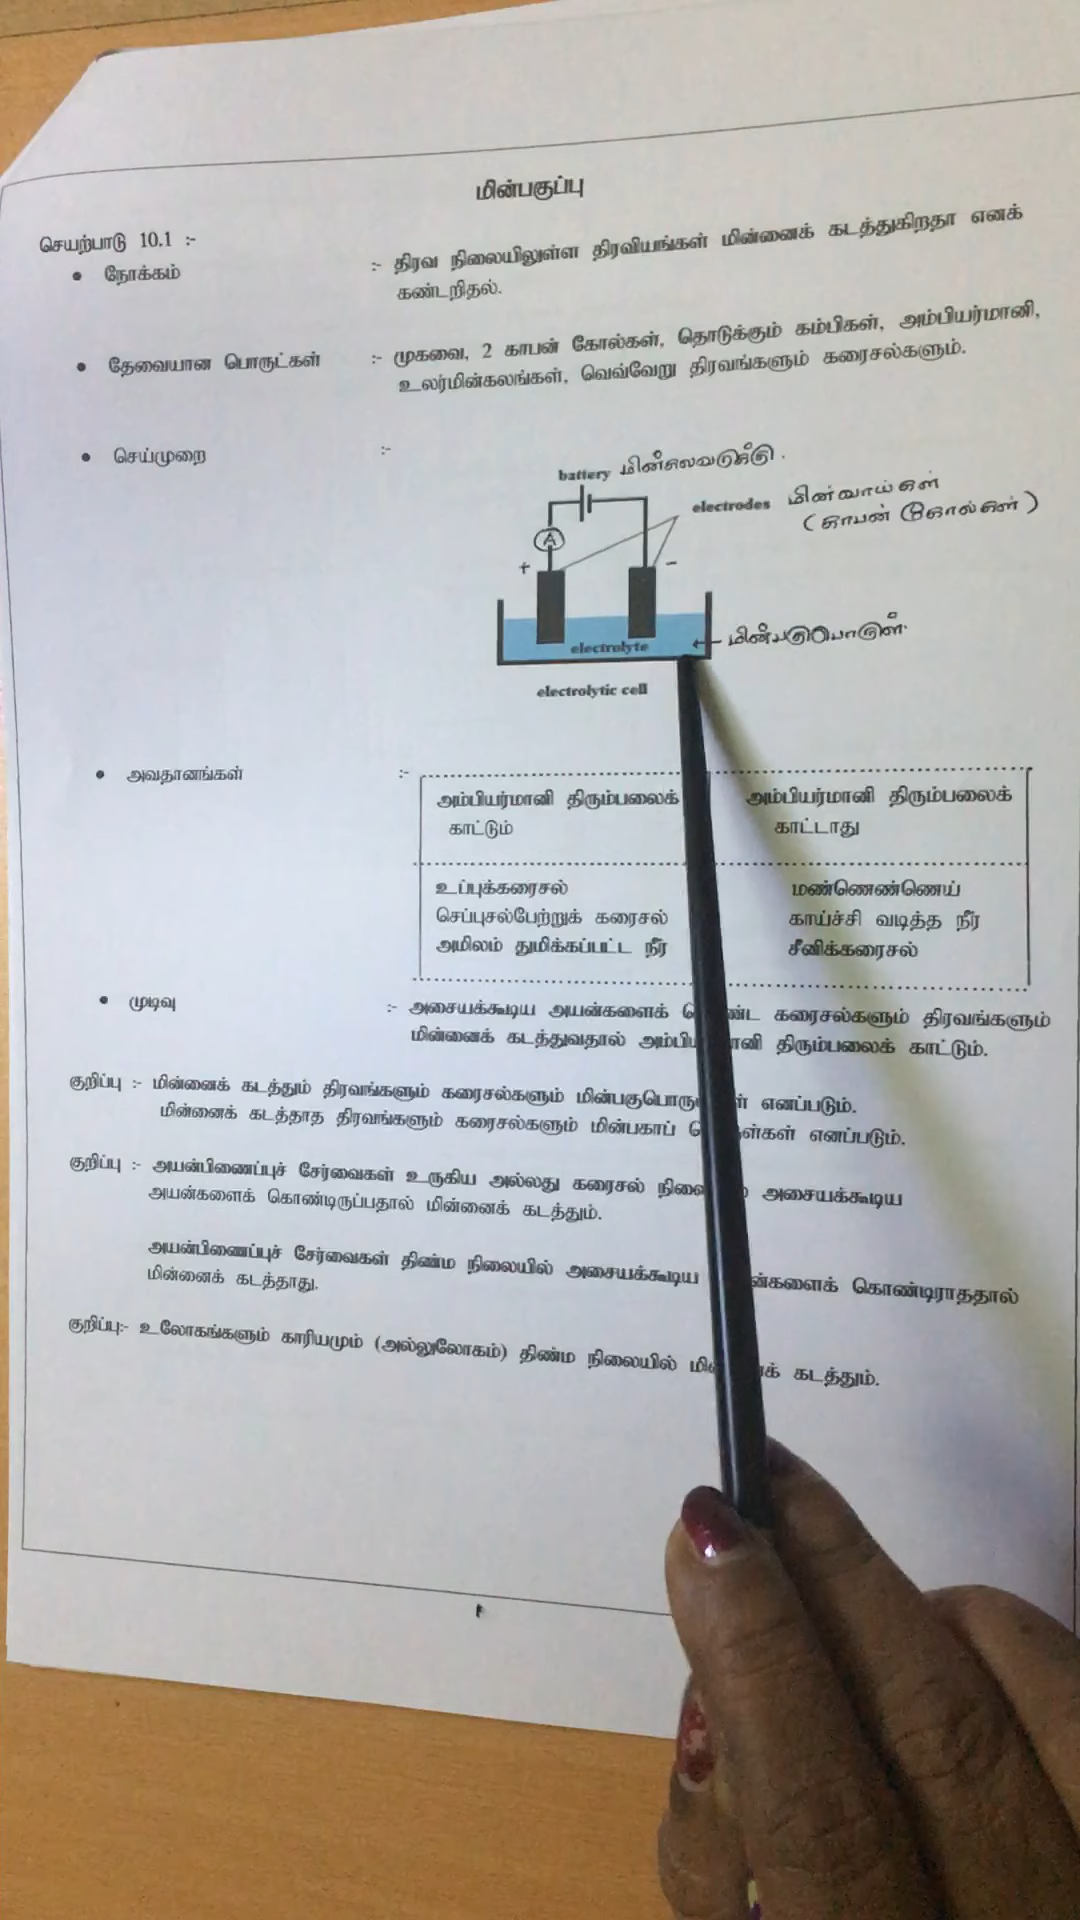 மின்பகுப்பு
செயற்பாடு 10.1 :-
• நோக்கம் :- திரவ நிலையிலுள்ள திரவியங்கள் மின்னைக் கடத்துகிறதா எனக்
கண்டறிதல்.
• தேவையான பொருட்கள் :- முகவை, 2 காபன் கோல்கள், தொடுக்கும் கம்பிகள், அம்பியர்மானி,
உலர்மின்கலங்கள், வெவ்வேறு திரவங்களும் கரைசல்களும்.
• செய்முறை :-
battery மின்கலவடுக்கு.
electrodes மின்வாய்கள்
(காபன் கோல்கள்)
A
+ -
electrolyte ← மின்பகுபொருள்.
electrolytic cell
• அவதானங்கள் :-
அம்பியர்மானி திரும்பலைக் அம்பியர்மானி திரும்பலைக்
காட்டும் காட்டாது
உப்புக்கரைசல் மண்ணெண்ணெய்
செப்புசல்பேற்றுக் கரைசல் காய்ச்சி வடித்த நீர்
அமிலம் துமிக்கப்பட்ட நீர் சீனிக்கரைசல்
• முடிவு :- அசையக்கூடிய அயன்களைக் கரைசல்களும் திரவங்களும்
மின்னைக் கடத்துவதால் திரும்பலைக் காட்டும்.
குறிப்பு :- மின்னைக் கடத்தும் திரவங்களும் கரைசல்களும் எனப்படும்.
மின்னைக் கடத்தாத திரவங்களும் கரைசல்களும் மின்பகாப் எனப்படும்.
குறிப்பு :- அயன்பிணைப்புச் சேர்வைகள் உருகிய அல்லது கரைசல் அசையக்கூடிய
அயன்களைக் கொண்டிருப்பதால் மின்னைக் கடத்தும்.
அயன்பிணைப்புச் சேர்வைகள் திண்ம நிலையில் அசையக்கூடிய கொண்டிராததால்
மின்னைக் கடத்தாது.
குறிப்பு:- உலோகங்களும் காரியமும் (அல்லுலோகம்) திண்ம நிலையில் கடத்தும்.